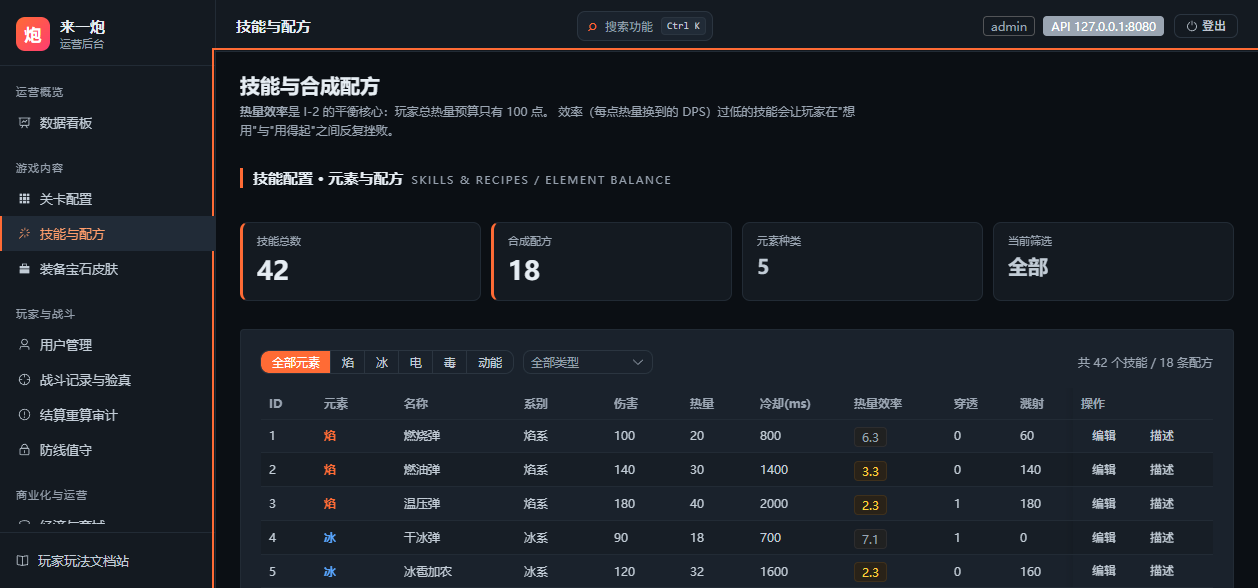 炮
来一炮
运营后台
技能与配方
搜索功能 Ctrl K
admin
API 127.0.0.1:8080
登出
运营概览
数据看板
游戏内容
关卡配置
技能与配方
装备宝石皮肤
玩家与战斗
用户管理
战斗记录与验真
结算重算审计
防线值守
商业化与运营
玩家玩法文档站
技能与合成配方
热量效率是 I-2 的平衡核心：玩家总热量预算只有 100 点。 效率（每点热量换到的 DPS）过低的技能会让玩家在"想
用"与"用得起"之间反复挫败。
技能配置 • 元素与配方 SKILLS & RECIPES / ELEMENT BALANCE
技能总数
42
合成配方
18
元素种类
5
当前筛选
全部
全部元素 焰 冰 电 毒 动能 全部类型 共 42 个技能 / 18 条配方
ID 元素 名称 系别 伤害 热量 冷却(ms) 热量效率 穿透 溅射 操作
1 焰 燃烧弹 焰系 100 20 800 6.3 0 60 编辑 描述
2 焰 燃油弹 焰系 140 30 1400 3.3 0 140 编辑 描述
3 焰 温压弹 焰系 180 40 2000 2.3 1 180 编辑 描述
4 冰 干冰弹 冰系 90 18 700 7.1 1 0 编辑 描述
5 冰 冰雹加农 冰系 120 32 1600 2.3 0 160 编辑 描述